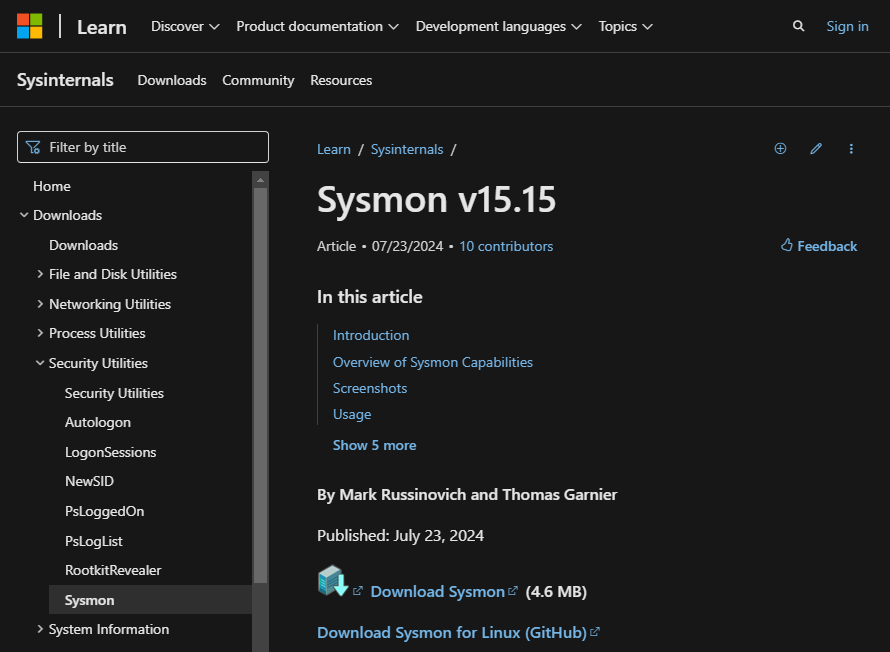 Learn Discover Product documentation Development languages Topics Sign in
Sysinternals Downloads Community Resources
Filter by title
Home
Downloads
Downloads
File and Disk Utilities
Networking Utilities
Process Utilities
Security Utilities
Security Utilities
Autologon
LogonSessions
NewSID
PsLoggedOn
PsLogList
RootkitRevealer
Sysmon
System Information
Learn / Sysinternals /
Sysmon v15.15
Article • 07/23/2024 • 10 contributors
Feedback
In this article
Introduction
Overview of Sysmon Capabilities
Screenshots
Usage
Show 5 more
By Mark Russinovich and Thomas Garnier
Published: July 23, 2024
Download Sysmon (4.6 MB)
Download Sysmon for Linux (GitHub)